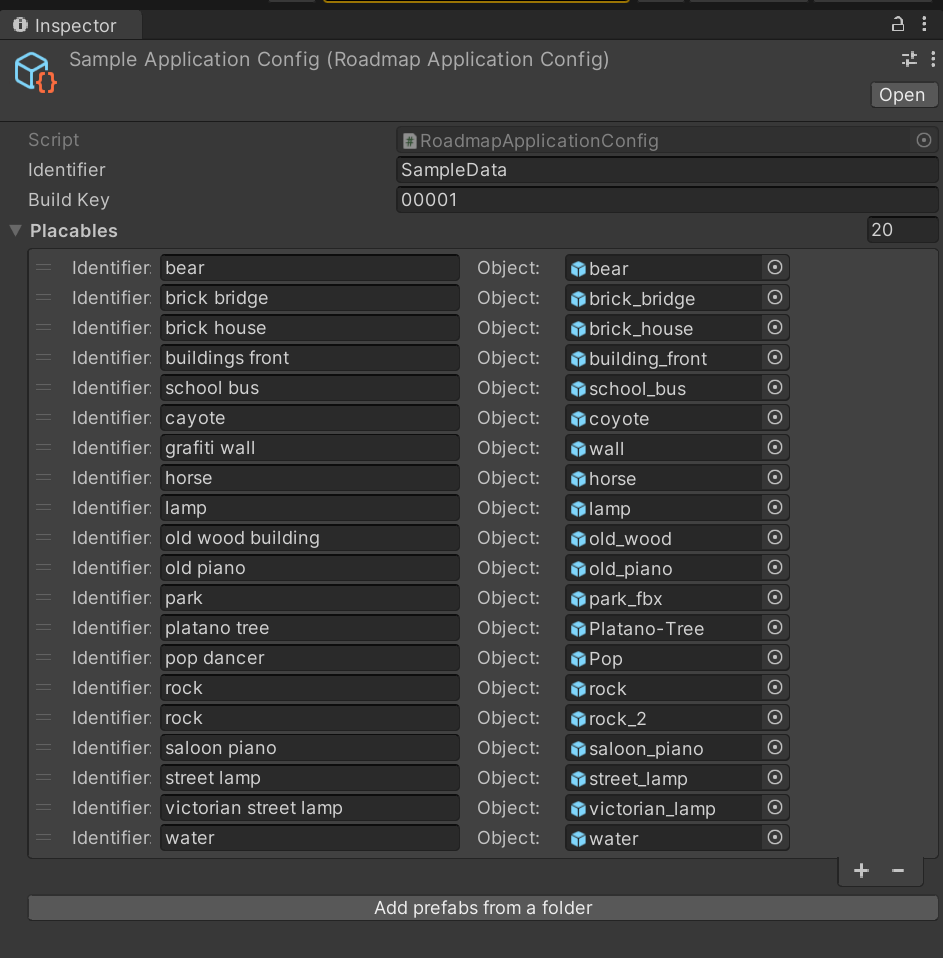 Inspector
Sample Application Config (Roadmap Application Config)
Open
Script # RoadmapApplicationConfig
Identifier SampleData
Build Key 00001
Placables 20
Identifier: bear Object: bear
Identifier: brick bridge Object: brick_bridge
Identifier: brick house Object: brick_house
Identifier: buildings front Object: building_front
Identifier: school bus Object: school_bus
Identifier: cayote Object: coyote
Identifier: grafiti wall Object: wall
Identifier: horse Object: horse
Identifier: lamp Object: lamp
Identifier: old wood building Object: old_wood
Identifier: old piano Object: old_piano
Identifier: park Object: park_fbx
Identifier: platano tree Object: Platano-Tree
Identifier: pop dancer Object: Pop
Identifier: rock Object: rock
Identifier: rock Object: rock_2
Identifier: saloon piano Object: saloon_piano
Identifier: street lamp Object: street_lamp
Identifier: victorian street lamp Object: victorian_lamp
Identifier: water Object: water
+ −
Add prefabs from a folder